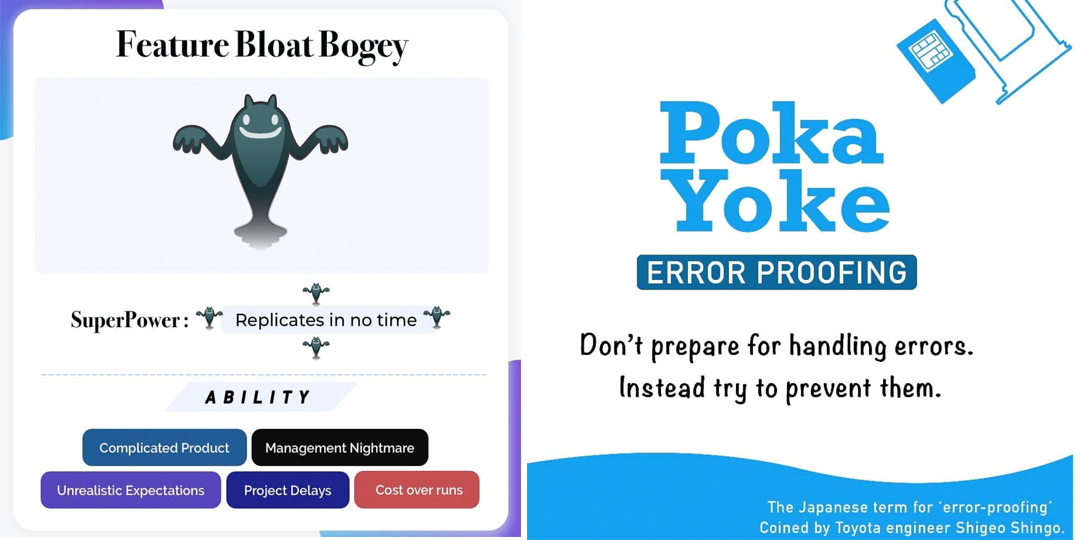 Feature Bloat Bogey
SuperPower :
Replicates in no time
ABILITY
Complicated Product
Management Nightmare
Unrealistic Expectations
Project Delays
Cost over runs
Poka
Yoke
ERROR PROOFING
Don't prepare for handling errors.
Instead try to prevent them.
The Japanese term for 'error-proofing'
Coined by Toyota engineer Shigeo Shingo.